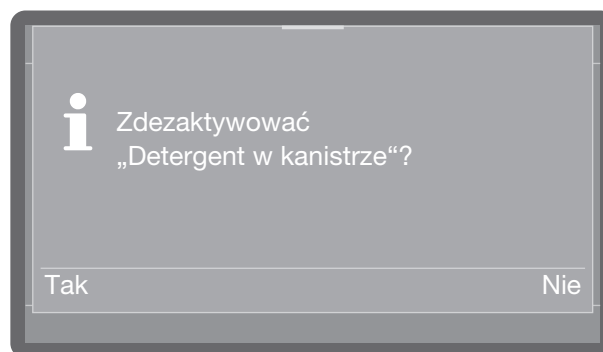 Zdezaktywować
„Detergent w kanistrze“?
Tak Nie